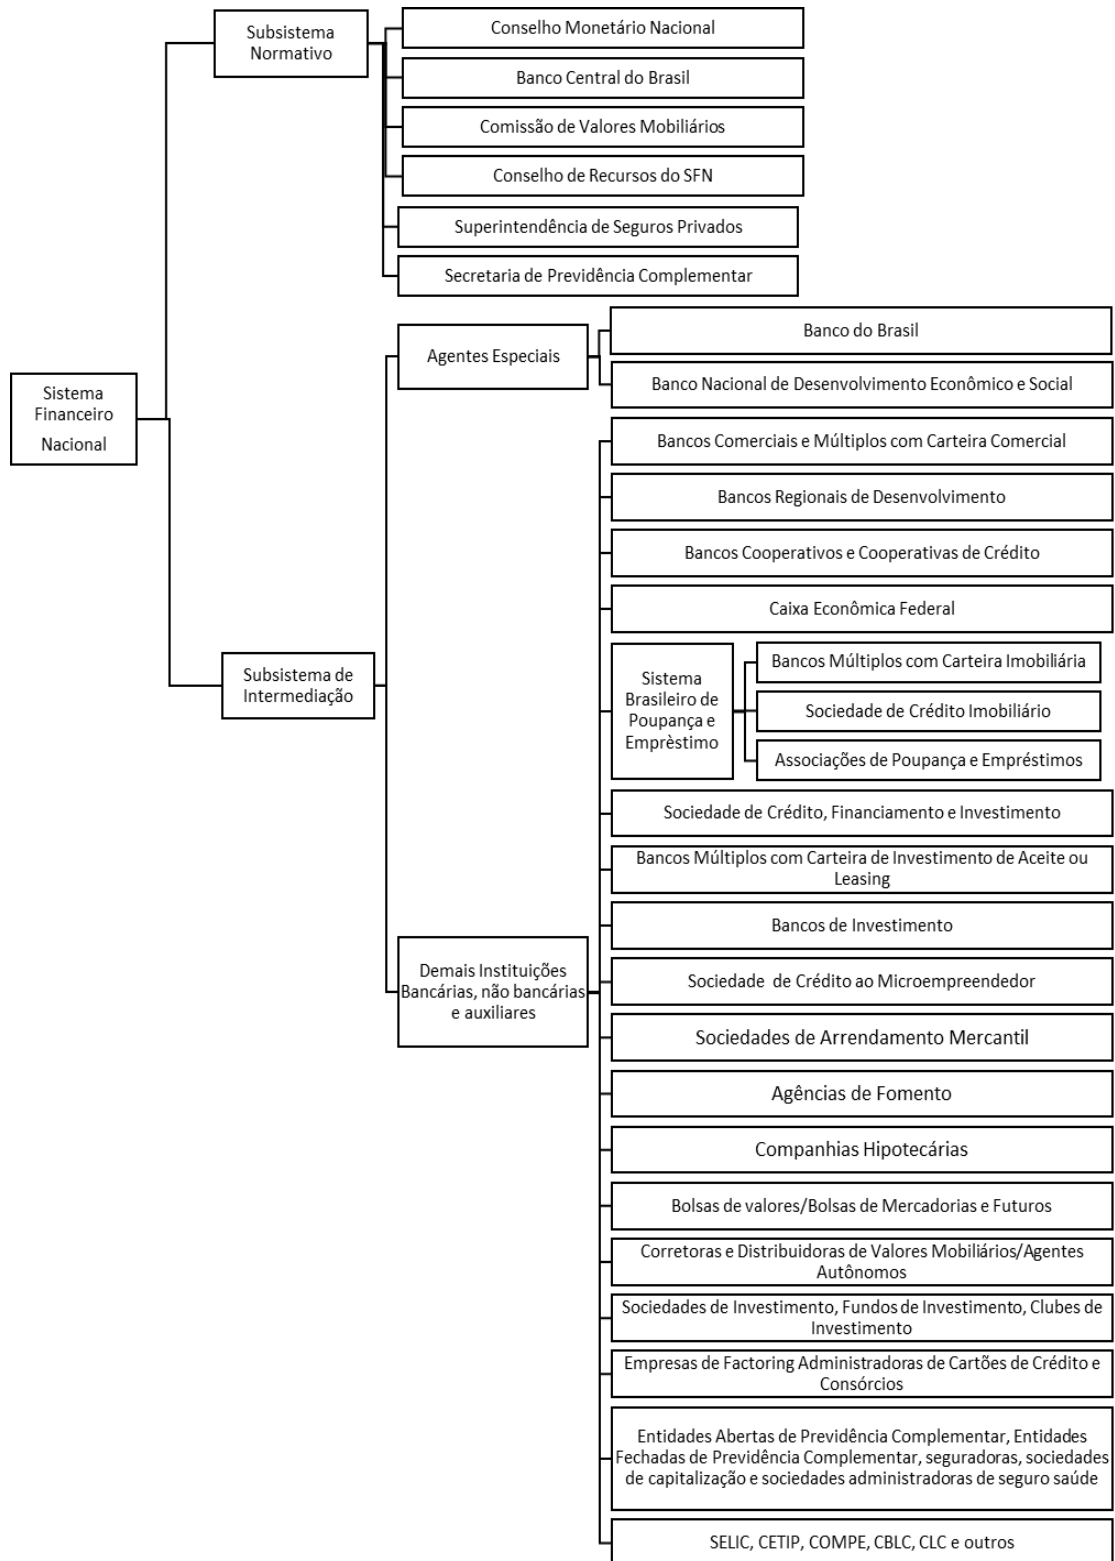 Subsistema
Normativo
Conselho Monetário Nacional
Banco Central do Brasil
Comissão de Valores Mobiliários
Conselho de Recursos do SFN
Superintendência de Seguros Privados
Secretaria de Previdência Complementar
Sistema
Financeiro
Nacional
Subsistema de
Intermediação
Agentes Especiais
Banco do Brasil
Banco Nacional de Desenvolvimento Econômico e Social
Demais Instituições
Bancárias, não bancárias
e auxiliares
Bancos Comerciais e Múltiplos com Carteira Comercial
Bancos Regionais de Desenvolvimento
Bancos Cooperativos e Cooperativas de Crédito
Caixa Econômica Federal
Sistema
Brasileiro de
Poupança e
Emprèstimo
Bancos Múltiplos com Carteira Imobiliária
Sociedade de Crédito Imobiliário
Associações de Poupança e Empréstimos
Sociedade de Crédito, Financiamento e Investimento
Bancos Múltiplos com Carteira de Investimento de Aceite ou
Leasing
Bancos de Investimento
Sociedade de Crédito ao Microempreendedor
Sociedades de Arrendamento Mercantil
Agências de Fomento
Companhias Hipotecárias
Bolsas de valores/Bolsas de Mercadorias e Futuros
Corretoras e Distribuidoras de Valores Mobiliários/Agentes
Autônomos
Sociedades de Investimento, Fundos de Investimento, Clubes de
Investimento
Empresas de Factoring Administradoras de Cartões de Crédito e
Consórcios
Entidades Abertas de Previdência Complementar, Entidades
Fechadas de Previdência Complementar, seguradoras, sociedades
de capitalização e sociedades administradoras de seguro saúde
SELIC, CETIP, COMPE, CBLC, CLC e outros